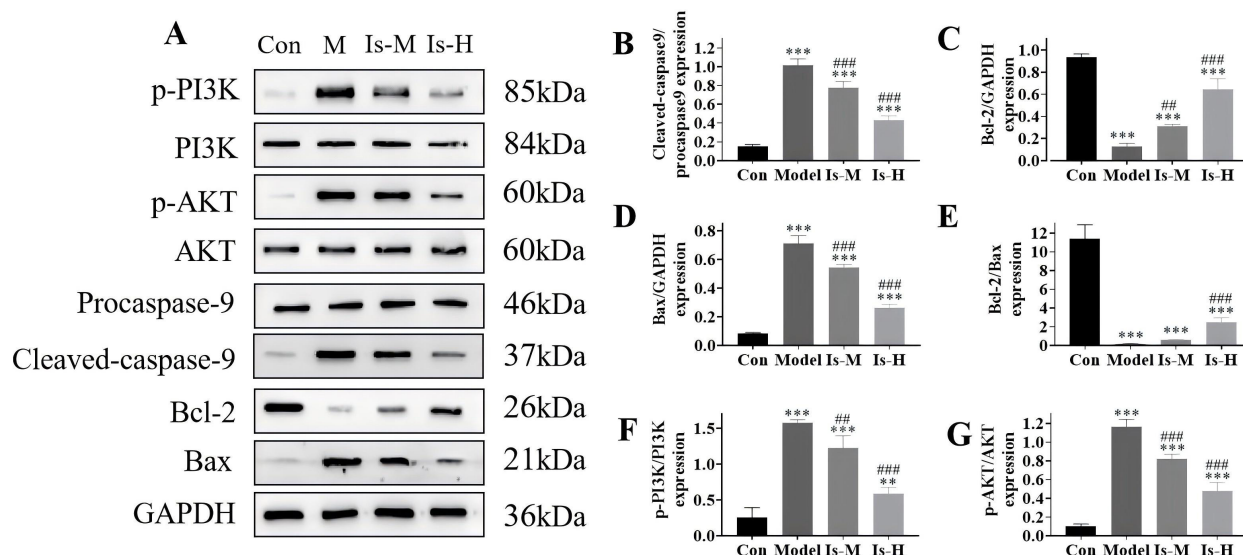 A
Con M Is-M Is-H
p-PI3K 85kDa
PI3K 84kDa
p-AKT 60kDa
AKT 60kDa
Procaspase-9 46kDa
Cleaved-caspase-9 37kDa
Bcl-2 26kDa
Bax 21kDa
GAPDH 36kDa
B
Cleaved-caspase9/
procaspase9 expression
1.2
1.0
0.8
0.6
0.4
0.2
0.0
***
###
***
###
***
Con Model Is-M Is-H
C
Bcl-2/GAPDH
expression
1.0
0.8
0.6
0.4
0.2
0.0
***
##
***
###
***
Con Model Is-M Is-H
D
Bax/GAPDH
expression
0.8
0.6
0.4
0.2
0.0
***
###
***
###
***
Con Model Is-M Is-H
E
Bcl-2/Bax
expression
12
10
8
6
4
2
0
***
***
###
***
Con Model Is-M Is-H
F
p-PI3K/PI3K
expression
1.5
1.0
0.5
0.0
***
##
***
###
**
Con Model Is-M Is-H
G
p-AKT/AKT
expression
1.2
1.0
0.8
0.6
0.4
0.2
0.0
***
###
***
###
***
Con Model Is-M Is-H